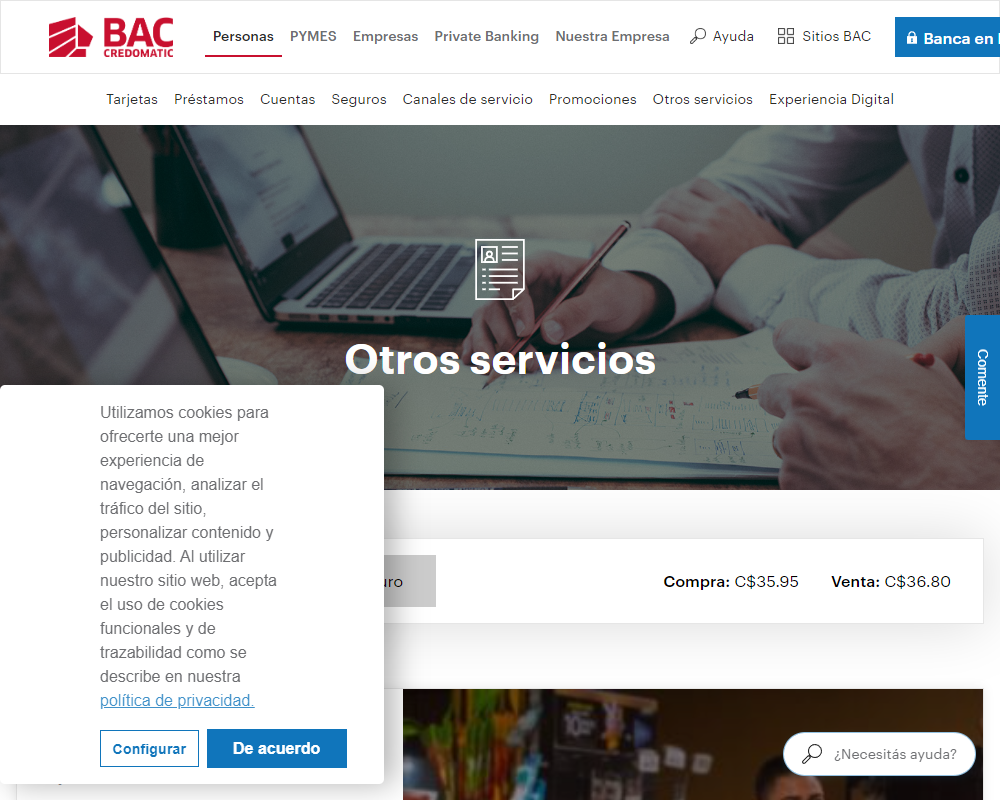 BAC
CREDOMATIC
Personas
PYMES
Empresas
Private Banking
Nuestra Empresa
Ayuda
Sitios BAC
Banca en
Tarjetas
Préstamos
Cuentas
Seguros
Canales de servicio
Promociones
Otros servicios
Experiencia Digital
Otros servicios
Comente
Utilizamos cookies para
ofrecerte una mejor
experiencia de
navegación, analizar el
tráfico del sitio,
personalizar contenido y
publicidad. Al utilizar
nuestro sitio web, acepta
el uso de cookies
funcionales y de
trazabilidad como se
describe en nuestra
política de privacidad.
Configurar
De acuerdo
Compra: C$35.95
Venta: C$36.80
¿Necesitás ayuda?